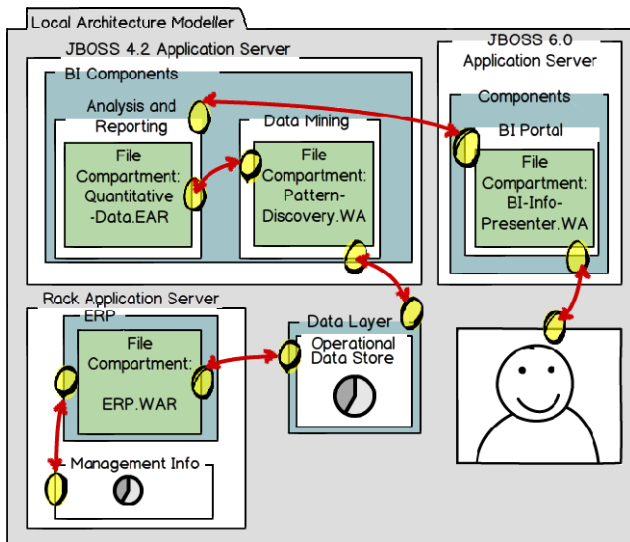 Local Architecture Modeller
JBOSS 4.2 Application Server
BI Components
Analysis and
Reporting
File
Compartment:
Quantitative
-Data.EAR
Data Mining
File
Compartment:
Pattern-
Discovery.WA
JBOSS 6.0
Application Server
Components
BI Portal
File
Compartment:
BI-Info-
Presenter.WA
Rack Application Server
ERP
File
Compartment:
ERP.WAR
Management Info
Data Layer
Operational
Data Store